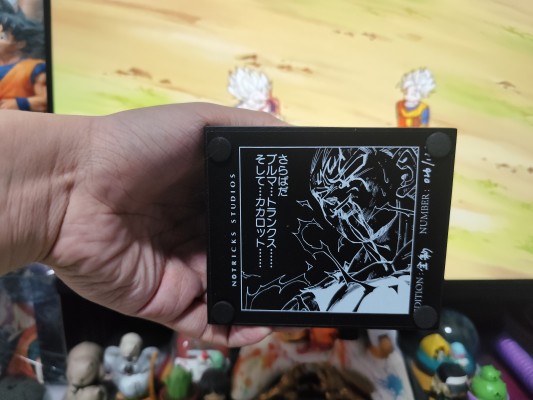 さらばだ
ブルマ…トランクス……
そして…カカロット……
NOTRICKS STUDIOS
EDITION:
NUMBER: